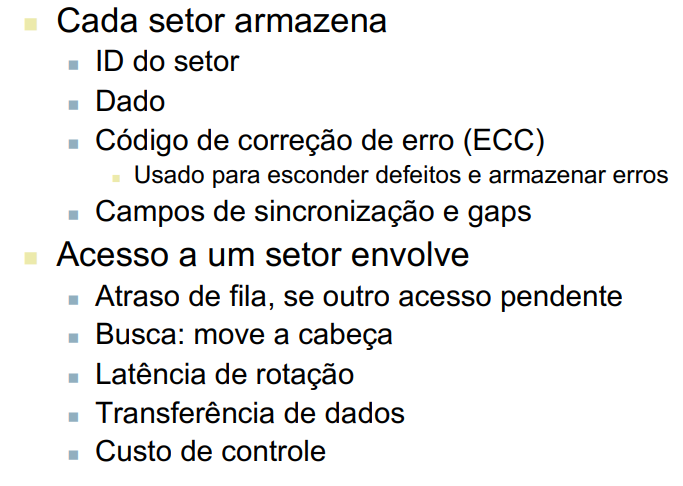 Cada setor armazena
ID do setor
Dado
Código de correção de erro (ECC)
Usado para esconder defeitos e armazenar erros
Campos de sincronização e gaps
Acesso a um setor envolve
Atraso de fila, se outro acesso pendente
Busca: move a cabeça
Latência de rotação
Transferência de dados
Custo de controle